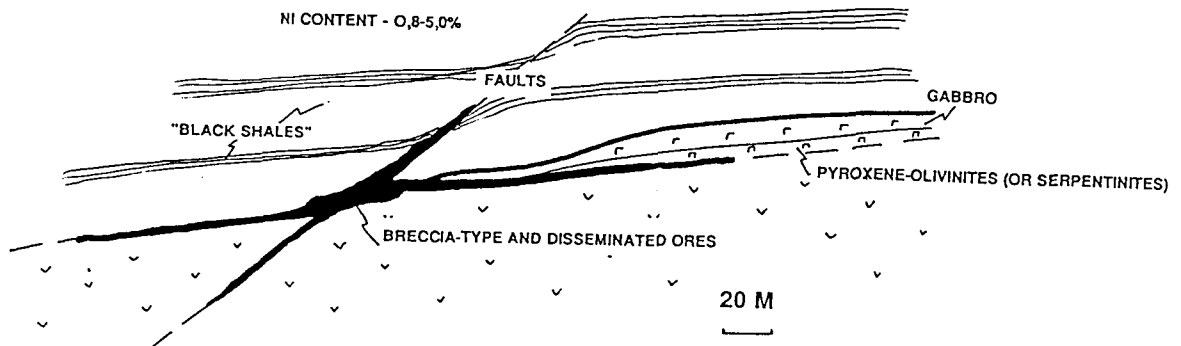 NI CONTENT - 0,8-5,0%
FAULTS
GABBRO
"BLACK SHALES"
PYROXENE-OLIVINITES (OR SERPENTINITES)
BRECCIA-TYPE AND DISSEMINATED ORES
20 M